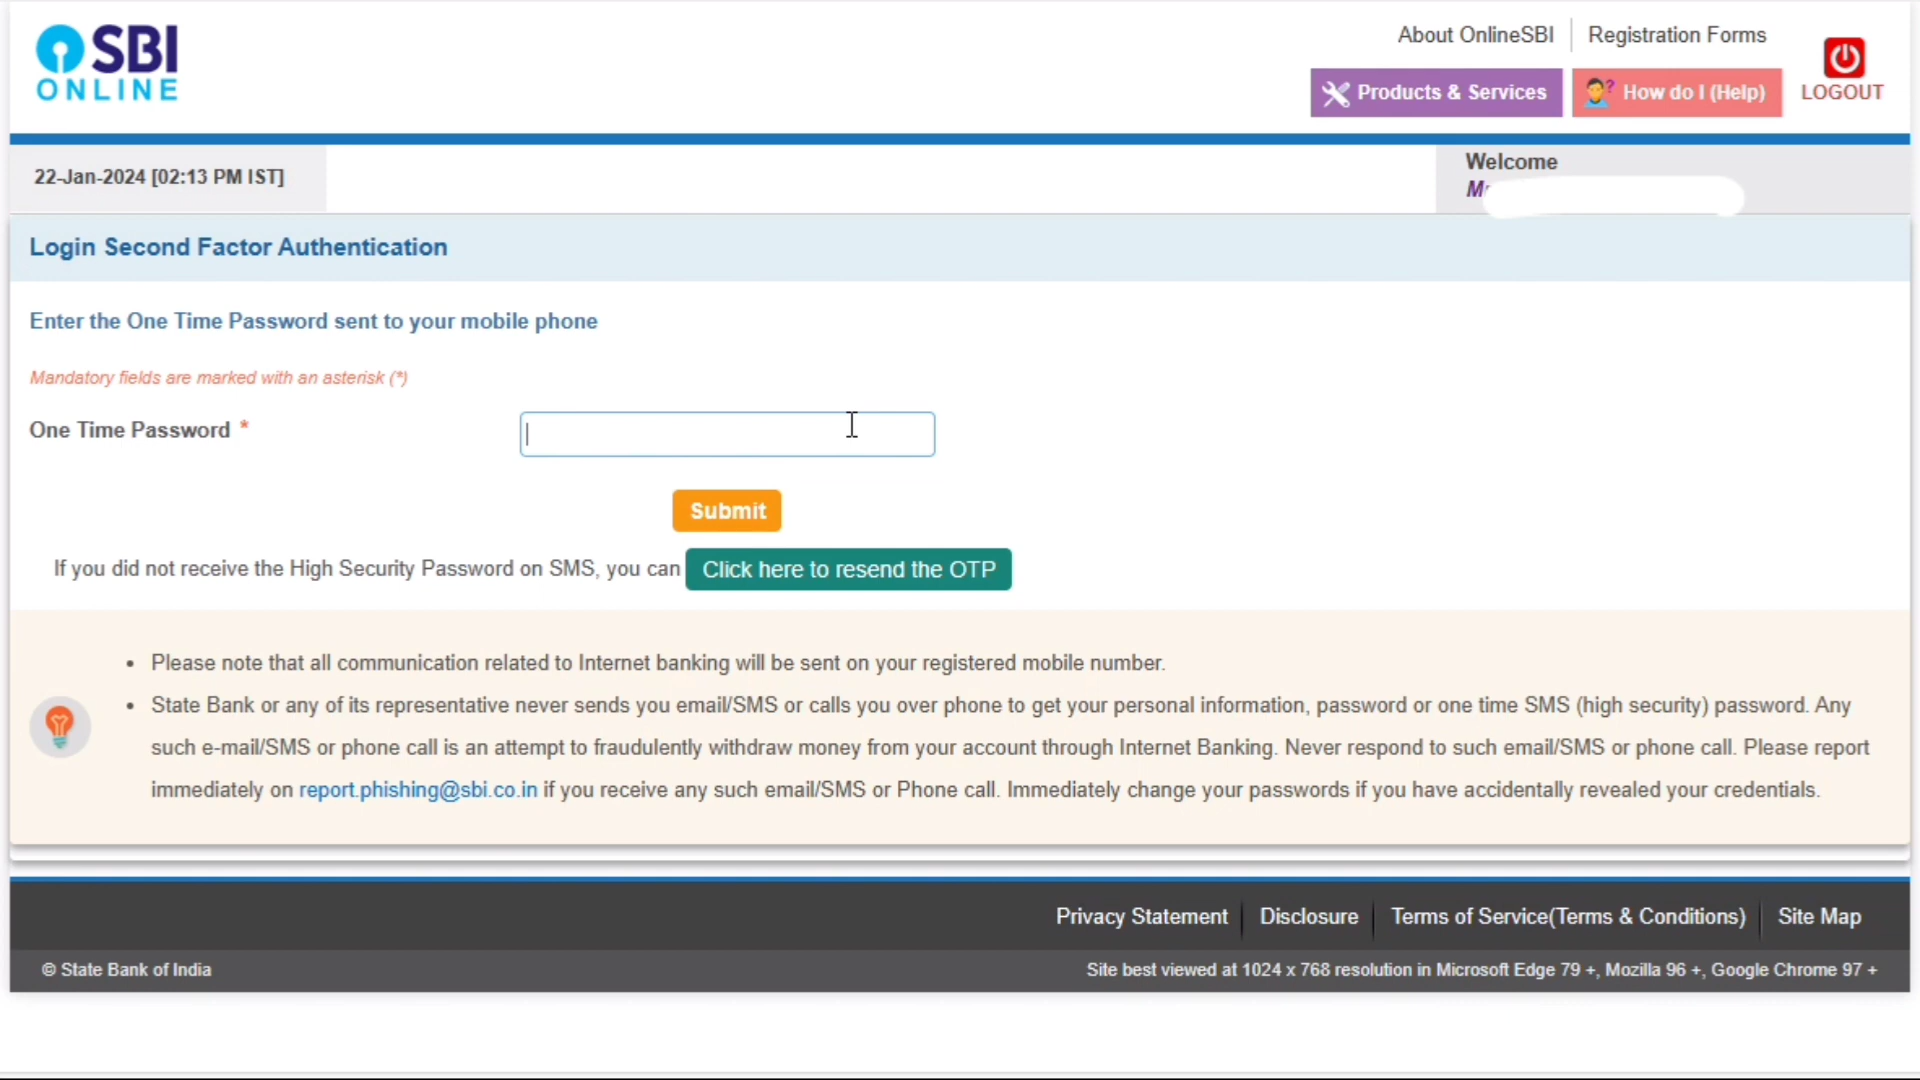 SBI
ONLINE
About OnlineSBI
Registration Forms
Products & Services
How do I (Help)
LOGOUT
22-Jan-2024 [02:13 PM IST]
Welcome
Login Second Factor Authentication
Enter the One Time Password sent to your mobile phone
Mandatory fields are marked with an asterisk (*)
One Time Password *
Submit
If you did not receive the High Security Password on SMS, you can Click here to resend the OTP
• Please note that all communication related to Internet banking will be sent on your registered mobile number.
• State Bank or any of its representative never sends you email/SMS or calls you over phone to get your personal information, password or one time SMS (high security) password. Any
such e-mail/SMS or phone call is an attempt to fraudulently withdraw money from your account through Internet Banking. Never respond to such email/SMS or phone call. Please report
immediately on report.phishing@sbi.co.in if you receive any such email/SMS or Phone call. Immediately change your passwords if you have accidentally revealed your credentials.
Privacy Statement
Disclosure
Terms of Service(Terms & Conditions)
Site Map
© State Bank of India
Site best viewed at 1024 x 768 resolution in Microsoft Edge 79 +, Mozilla 96 +, Google Chrome 97 +